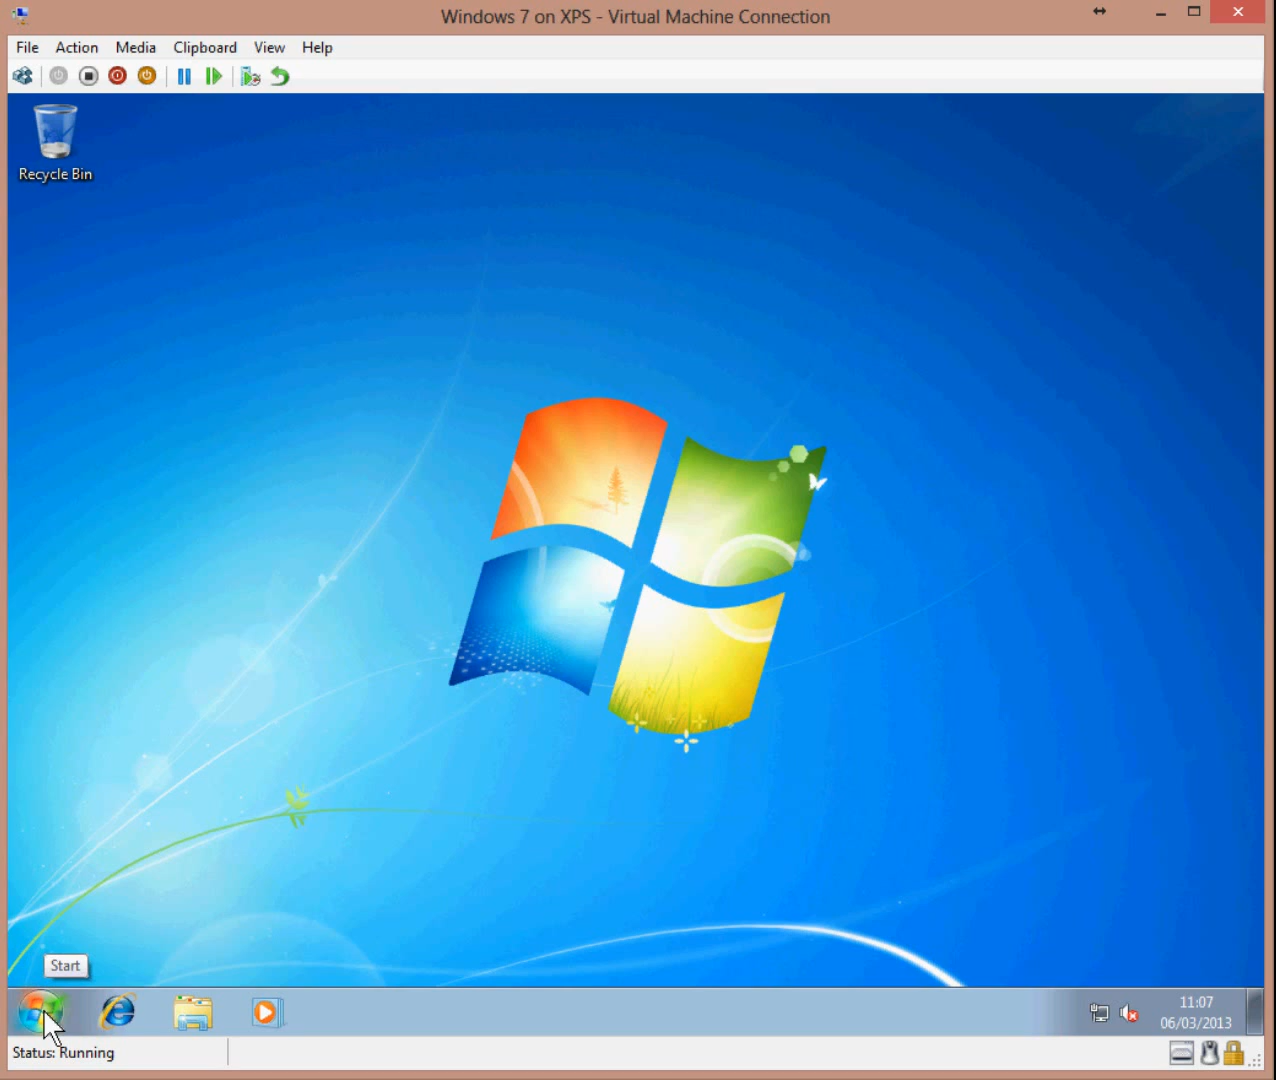 Windows 7 on XPS - Virtual Machine Connection
File Action Media Clipboard View Help
Recycle Bin
Start
11:07
06/03/2013
Status: Running